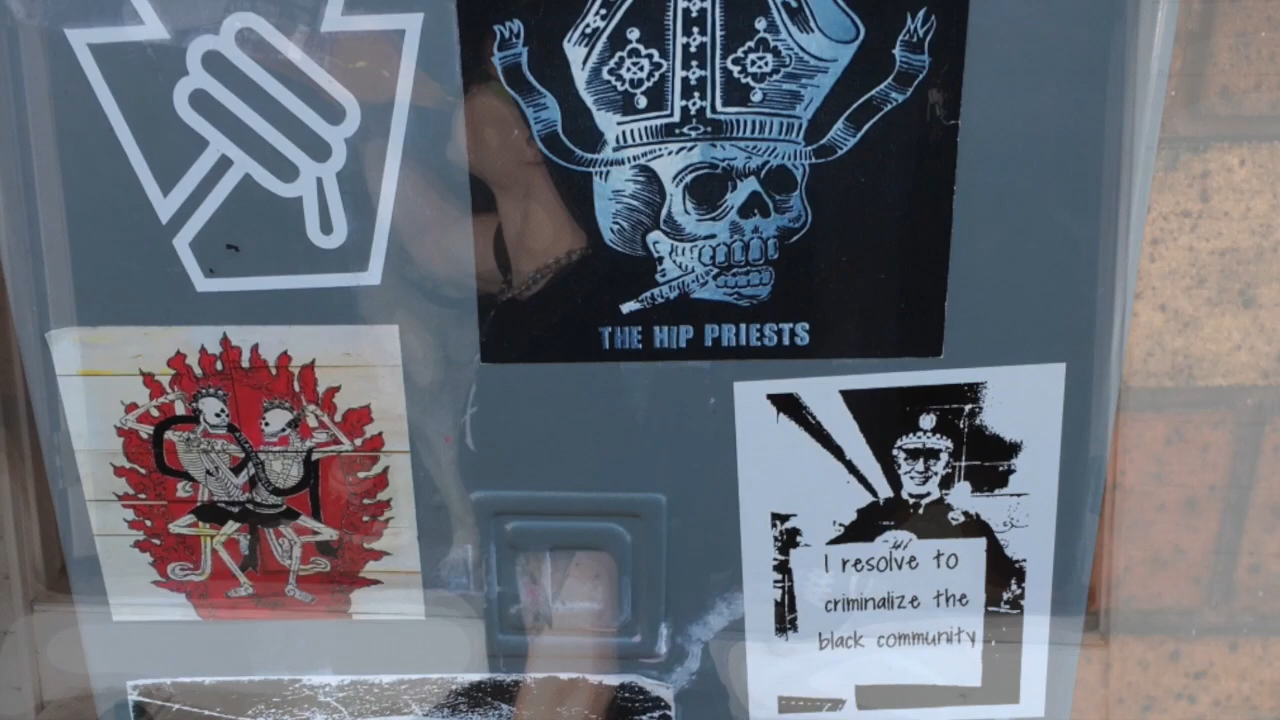 THE HIP PRIESTS
I resolve to
criminalize the
black community